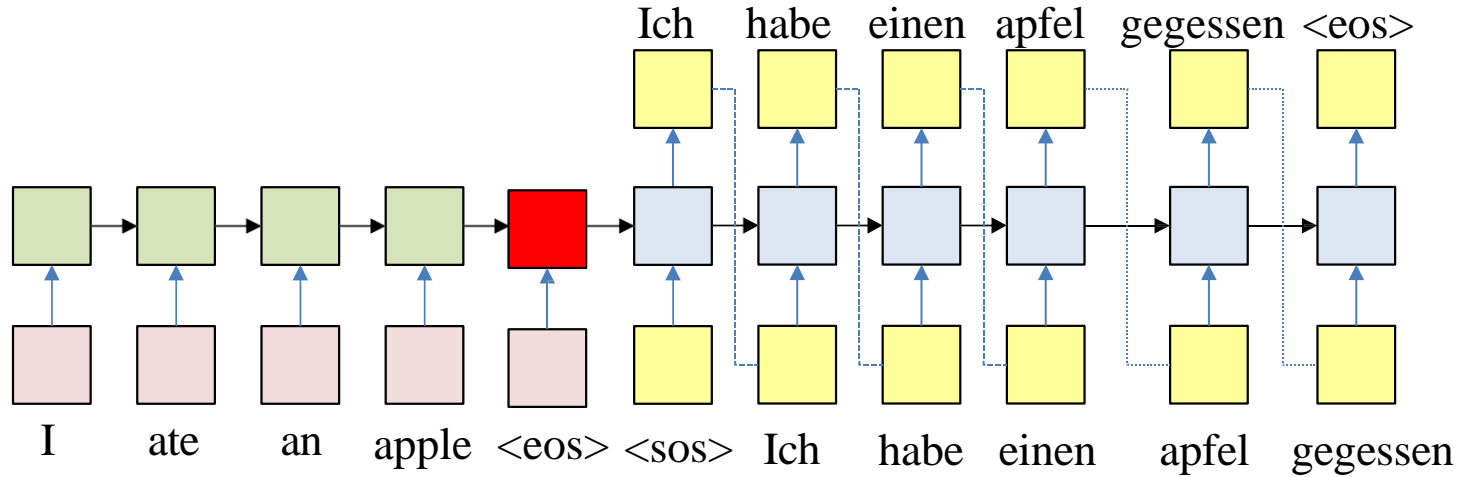 Ich habe einen apfel gegessen <eos>
I ate an apple <eos> <sos> Ich habe einen apfel gegessen